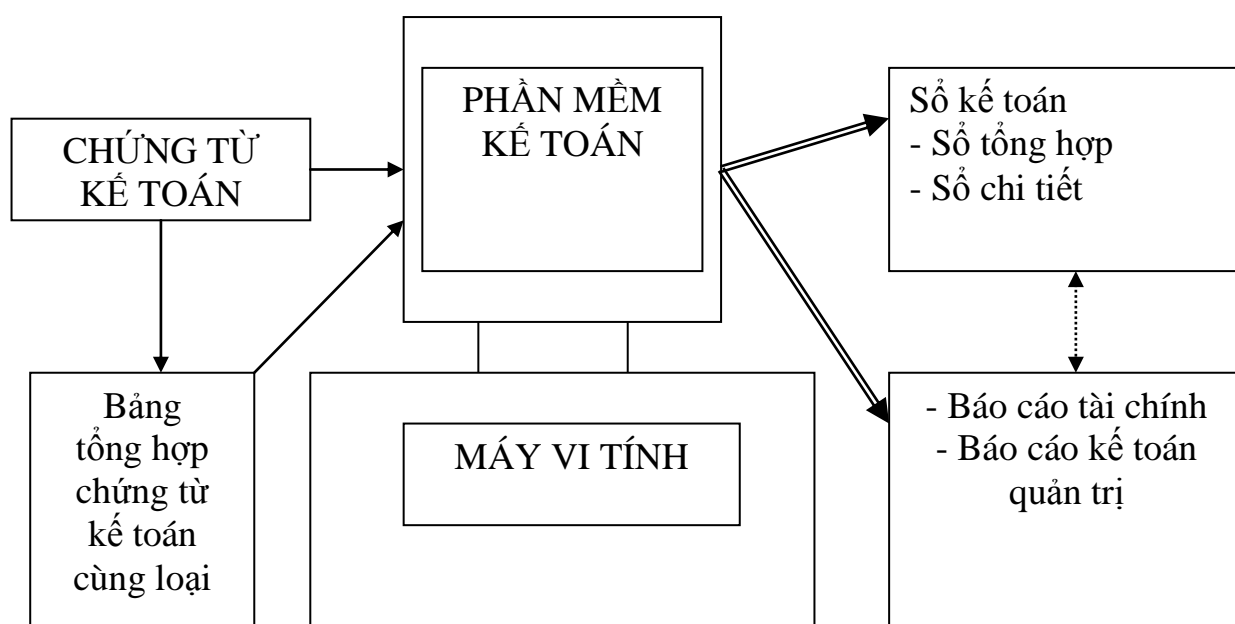 CHỨNG TỪ
KẾ TOÁN
PHẦN MỀM
KẾ TOÁN
Sổ kế toán
- Sổ tổng hợp
- Sổ chi tiết
Bảng
tổng hợp
chứng từ
kế toán
cùng loại
MÁY VI TÍNH
- Báo cáo tài chính
- Báo cáo kế toán
quản trị